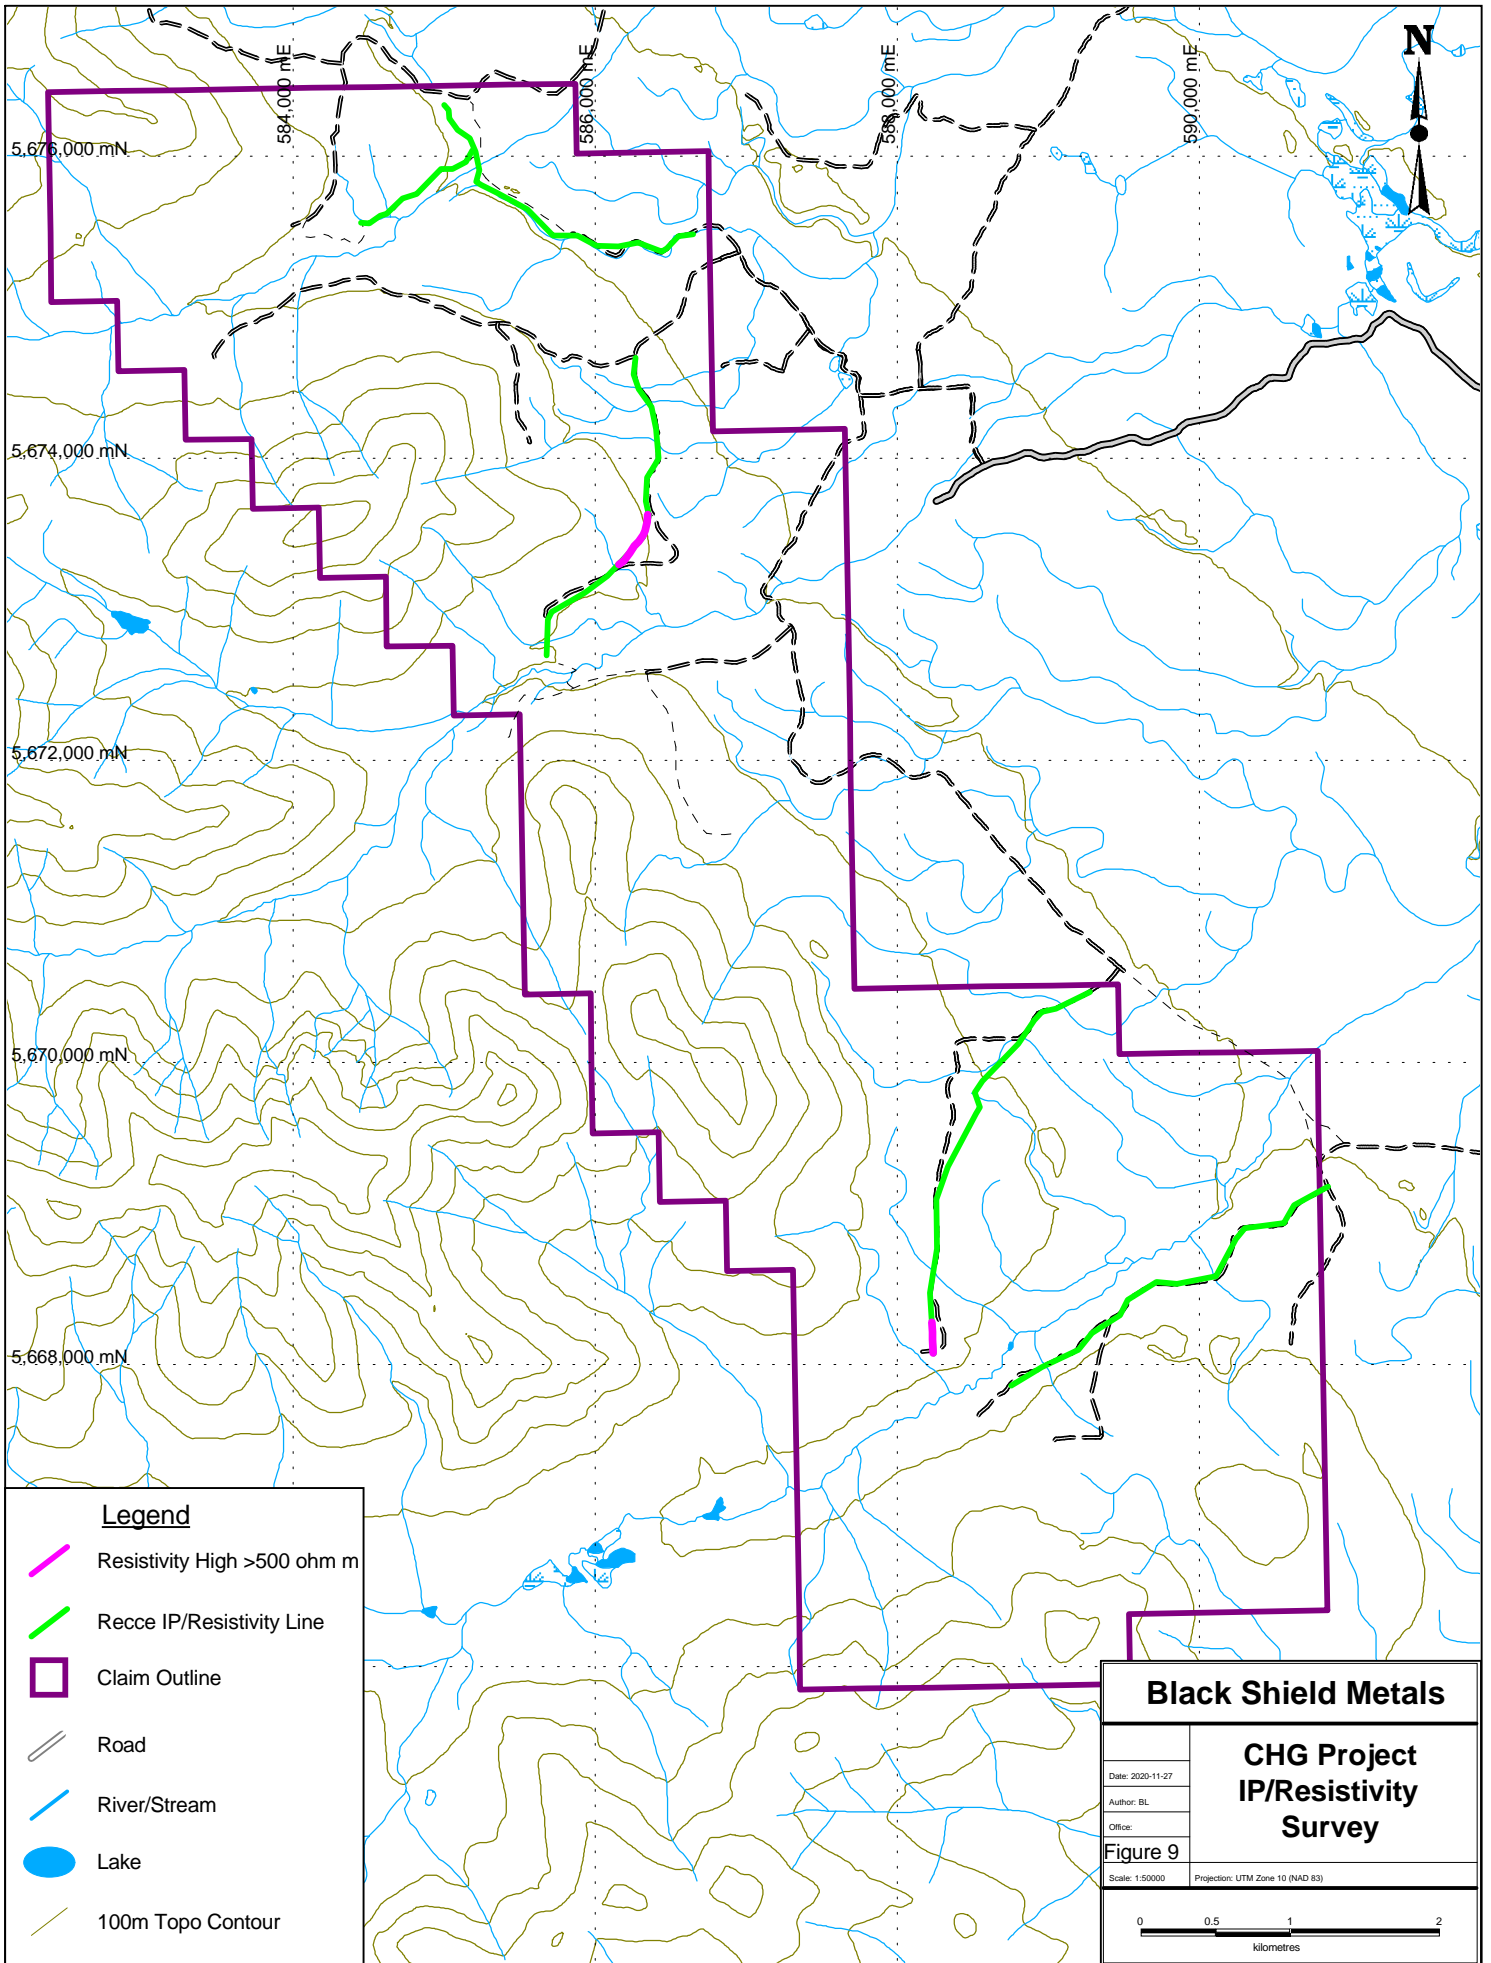 N
584,000 mE
586,000 mE
588,000 mE
590,000 mE
5,676,000 mN
5,674,000 mN
5,672,000 mN
5,670,000 mN
5,668,000 mN
Legend
Resistivity High >500 ohm m
Recce IP/Resistivity Line
Claim Outline
Road
River/Stream
Lake
100m Topo Contour
Black Shield Metals
CHG Project
IP/Resistivity
Survey
Date: 2020-11-27
Author: BL
Office:
Figure 9
Scale: 1:50000
Projection: UTM Zone 10 (NAD 83)
0 0.5 1 2
kilometres